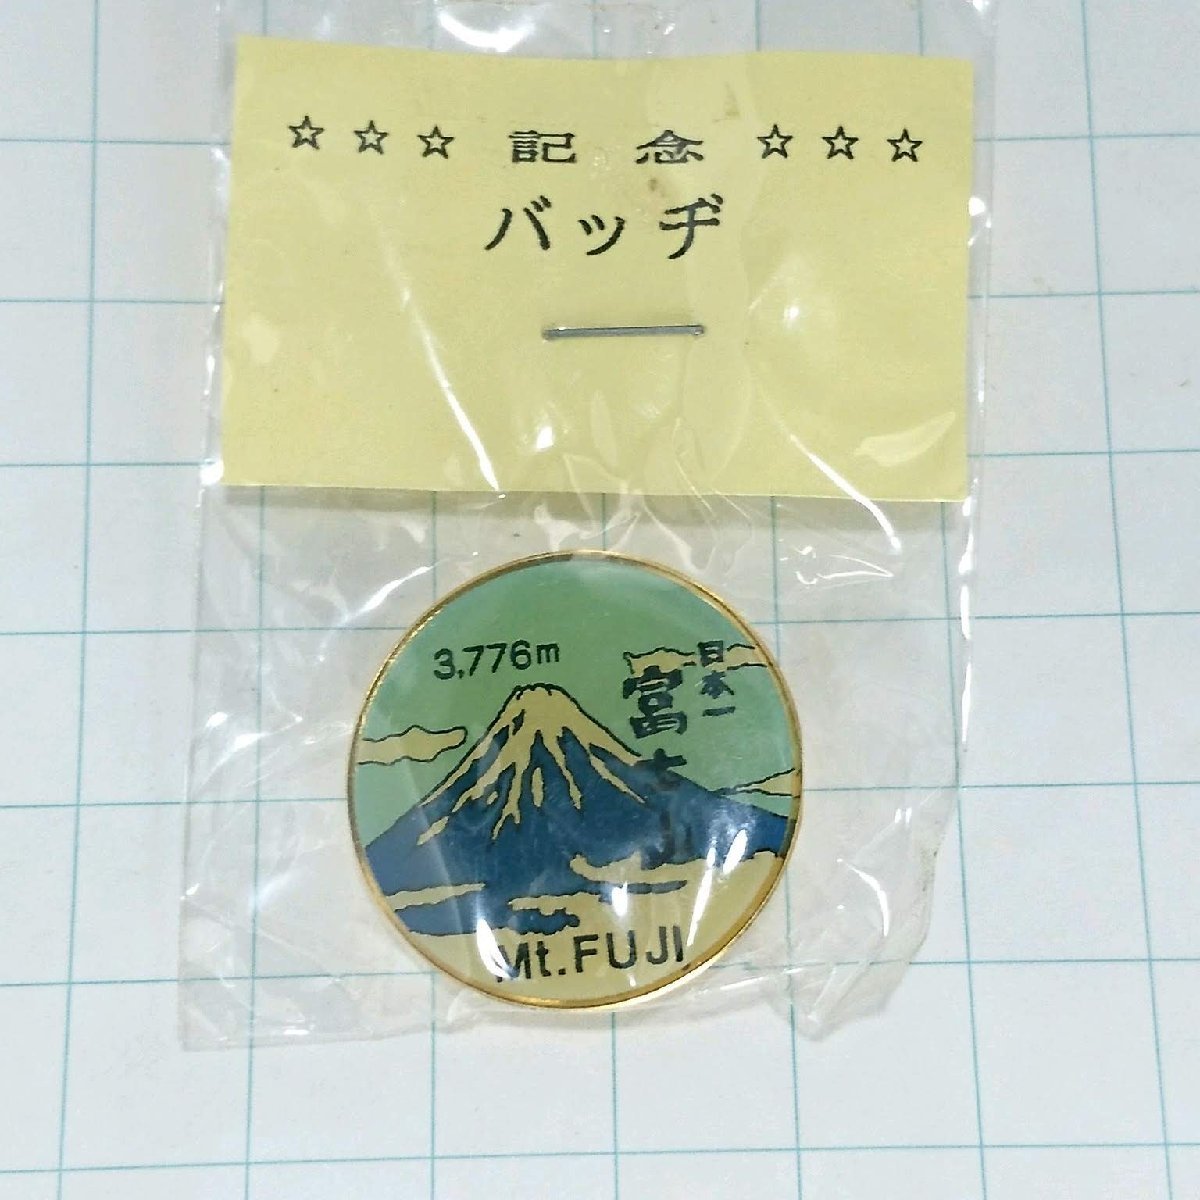 ☆☆☆ 記念 ☆☆☆
バッヂ
3,776m
日本一
富士山
Mt.FUJI